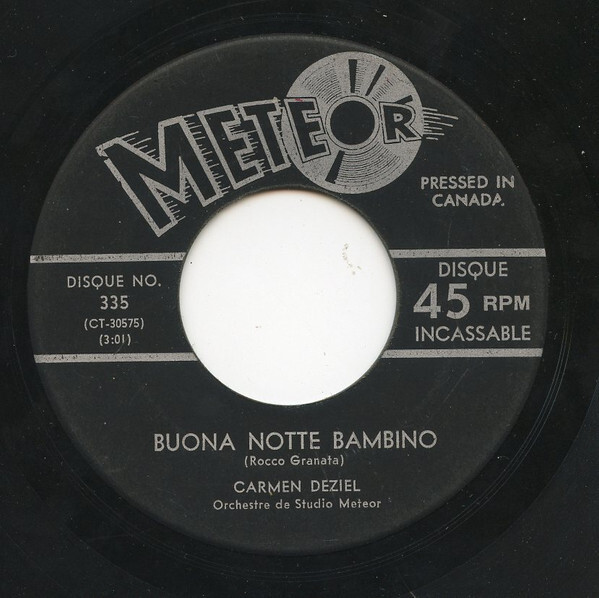 METEOR
PRESSED IN
CANADA
DISQUE NO.
335
(CT-30575)
(3:01)
DISQUE
45 RPM
INCASSABLE
BUONA NOTTE BAMBINO
(Rocco Granata)
CARMEN DEZIEL
Orchestre de Studio Meteor